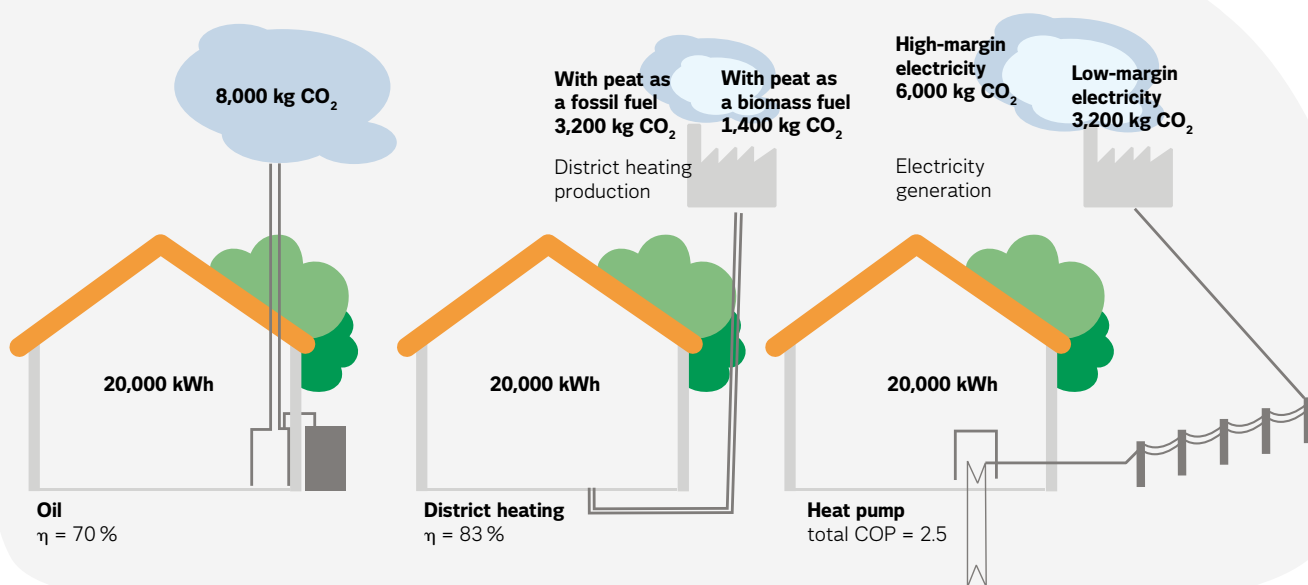 8,000 kg CO₂
With peat as
a fossil fuel
3,200 kg CO₂
With peat as
a biomass fuel
1,400 kg CO₂
District heating
production
High-margin
electricity
6,000 kg CO₂
Low-margin
electricity
3,200 kg CO₂
Electricity
generation
20,000 kWh
20,000 kWh
20,000 kWh
Oil
η = 70 %
District heating
η = 83 %
Heat pump
total COP = 2.5